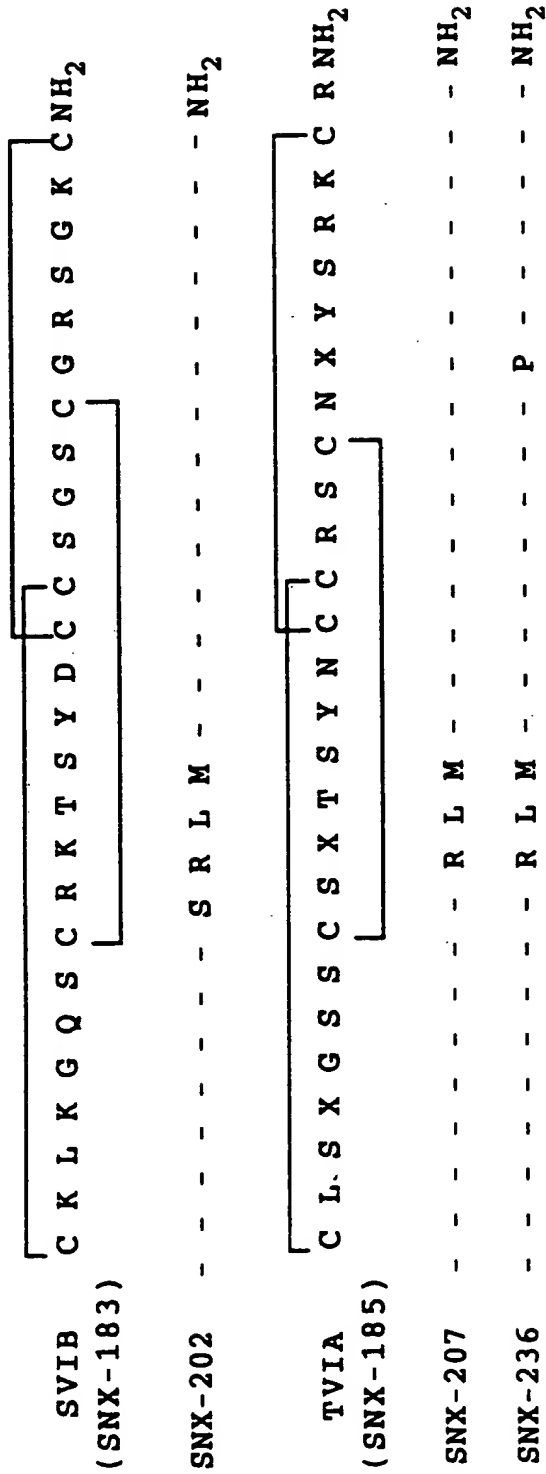 SVIB C K L K G Q S C R K T S Y D C C S G S C G R S G K C NH₂
(SNX-183)
SNX-202 - - - - - - - - S R L M - - - - - - - - - - - - - - NH₂
TVIA C L S X G S S C S X T S Y N C C R S C N X Y S R K C R NH₂
(SNX-185)
SNX-207 - - - - - - - - - R L M - - - - - - - - - - - - - - - NH₂
SNX-236 - - - - - - - - - R L M - - - - - - - - P - - - - - - NH₂